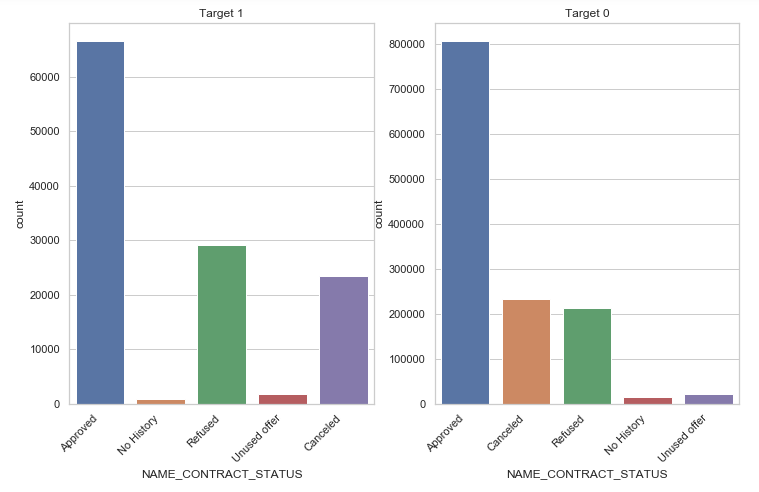 Target 1
count
60000
50000
40000
30000
20000
10000
0
Approved
No History
Refused
Unused offer
Canceled
NAME_CONTRACT_STATUS
Target 0
count
800000
700000
600000
500000
400000
300000
200000
100000
0
Approved
Canceled
Refused
No History
Unused offer
NAME_CONTRACT_STATUS